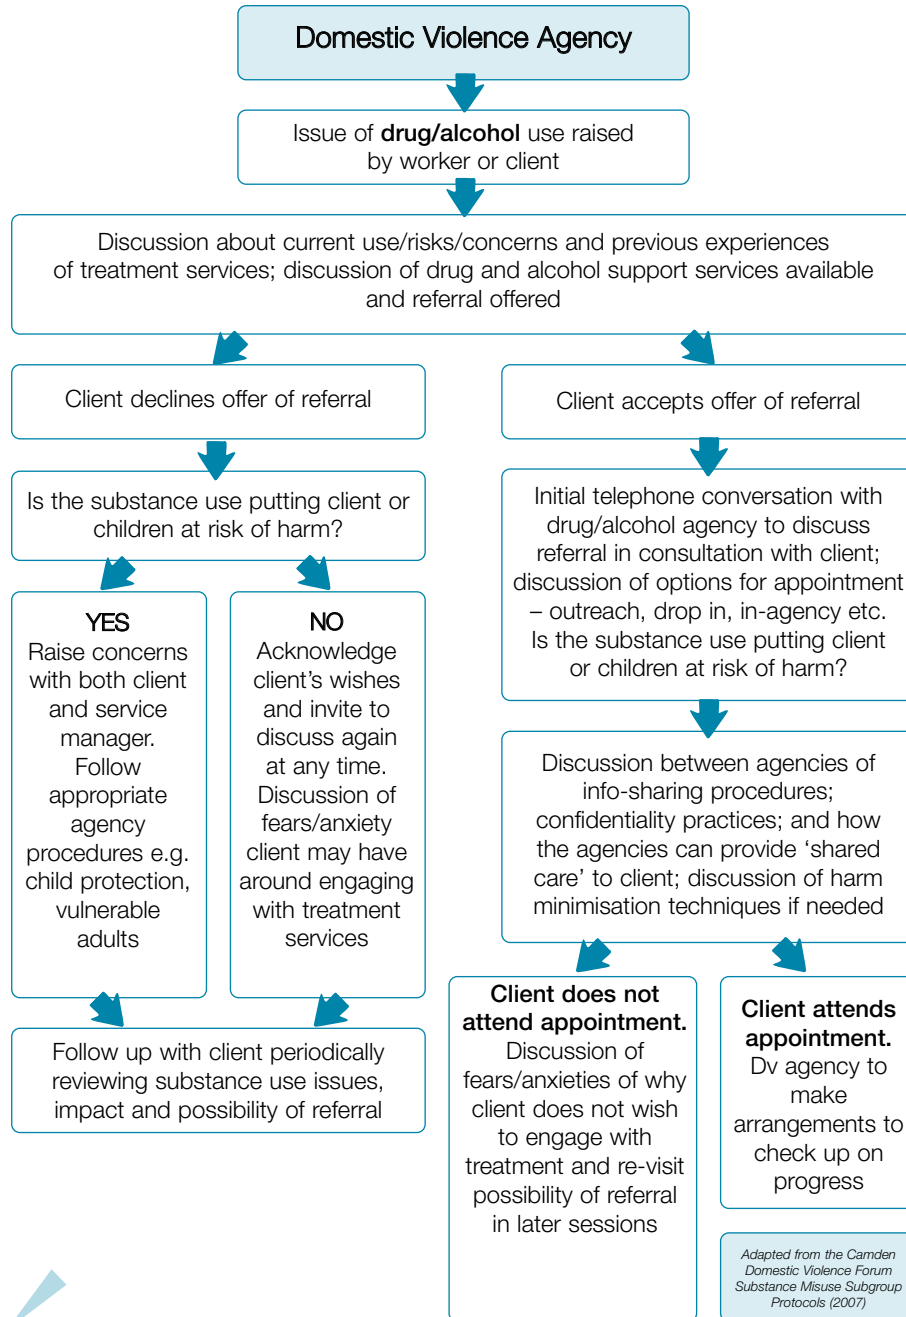 Domestic Violence Agency
Issue of drug/alcohol use raised
by worker or client
Discussion about current use/risks/concerns and previous experiences
of treatment services; discussion of drug and alcohol support services available
and referral offered
Client declines offer of referral
Client accepts offer of referral
Is the substance use putting client or
children at risk of harm?
Initial telephone conversation with
drug/alcohol agency to discuss
referral in consultation with client;
discussion of options for appointment
– outreach, drop in, in-agency etc.
Is the substance use putting client
or children at risk of harm?
YES
Raise concerns
with both client
and service
manager.
Follow
appropriate
agency
procedures e.g.
child protection,
vulnerable
adults
NO
Acknowledge
client’s wishes
and invite to
discuss again
at any time.
Discussion of
fears/anxiety
client may have
around engaging
with treatment
services
Discussion between agencies of
info-sharing procedures;
confidentiality practices; and how
the agencies can provide ‘shared
care’ to client; discussion of harm
minimisation techniques if needed
Follow up with client periodically
reviewing substance use issues,
impact and possibility of referral
Client does not
attend appointment.
Discussion of
fears/anxieties of why
client does not wish
to engage with
treatment and re-visit
possibility of referral
in later sessions
Client attends
appointment.
Dv agency to
make
arrangements to
check up on
progress
Adapted from the Camden
Domestic Violence Forum
Substance Misuse Subgroup
Protocols (2007)